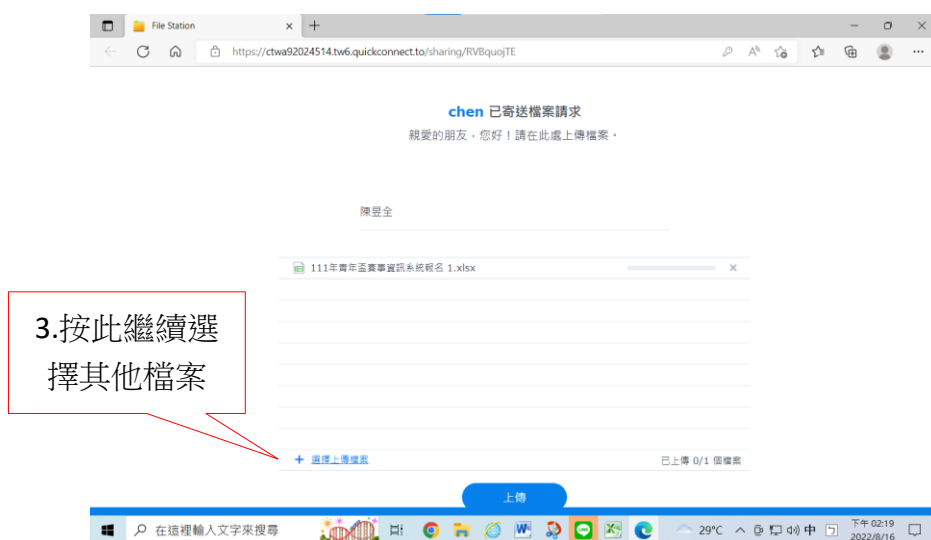 File Station
https://ctwa92024514.tw6.quickconnect.to/sharing/RVBquojTE
chen 已寄送檔案請求
親愛的朋友，您好！請在此處上傳檔案。
陳昱全
111年青年盃賽事資訊系統報名 1.xlsx
3.按此繼續選
擇其他檔案
+ 選擇上傳檔案
已上傳 0/1 個檔案
上傳
在這裡輸入文字來搜尋
29°C
中
下午 02:19
2022/8/16